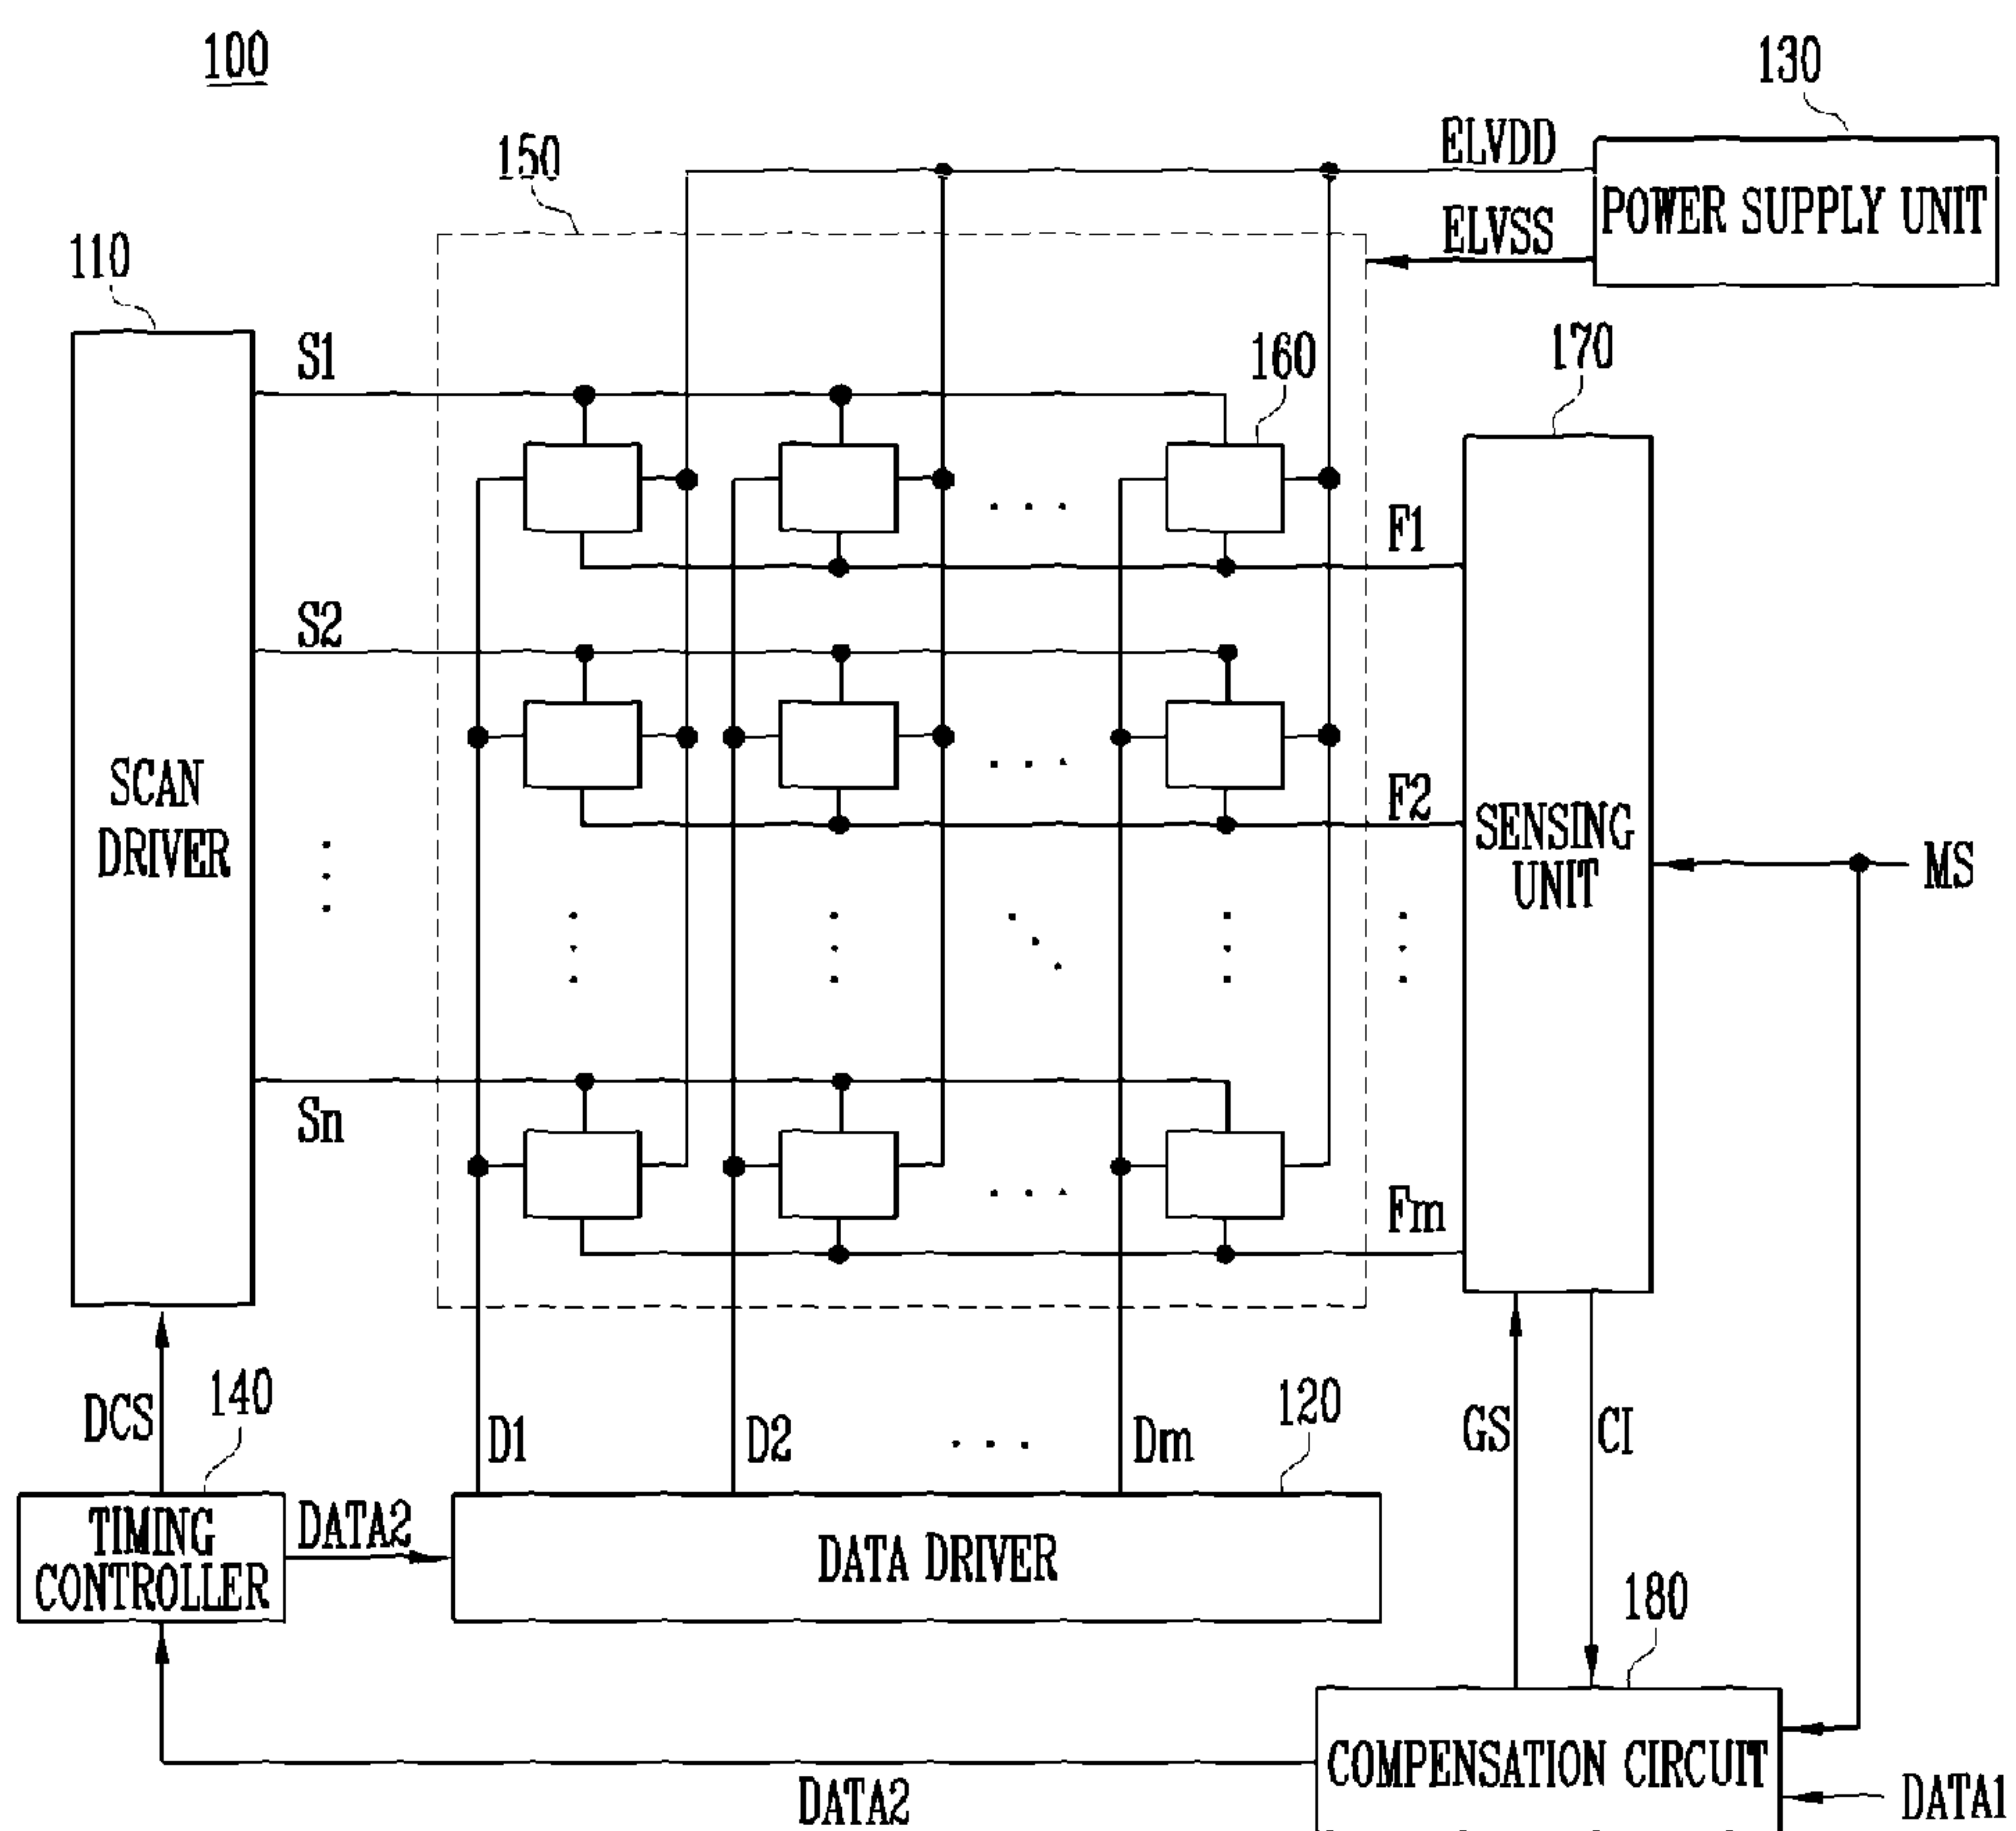 100
130
150
ELVDD
POWER SUPPLY UNIT
ELVSS
110
S1
160
170
F1
S2
SCAN
DRIVER
F2
SENSING
UNIT
MS
Sn
Fm
DCS
140
D1
D2
Dm
120
GS
CI
TIMING
CONTROLLER
DATA2
DATA DRIVER
180
COMPENSATION CIRCUIT
DATA2
DATA1